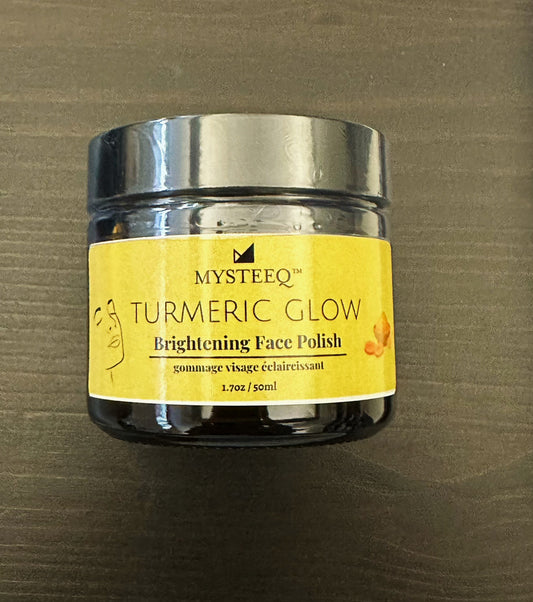 MYSTEEQ™
TURMERIC GLOW
Brightening Face Polish
gommage visage éclaircissant
1.7oz / 50ml